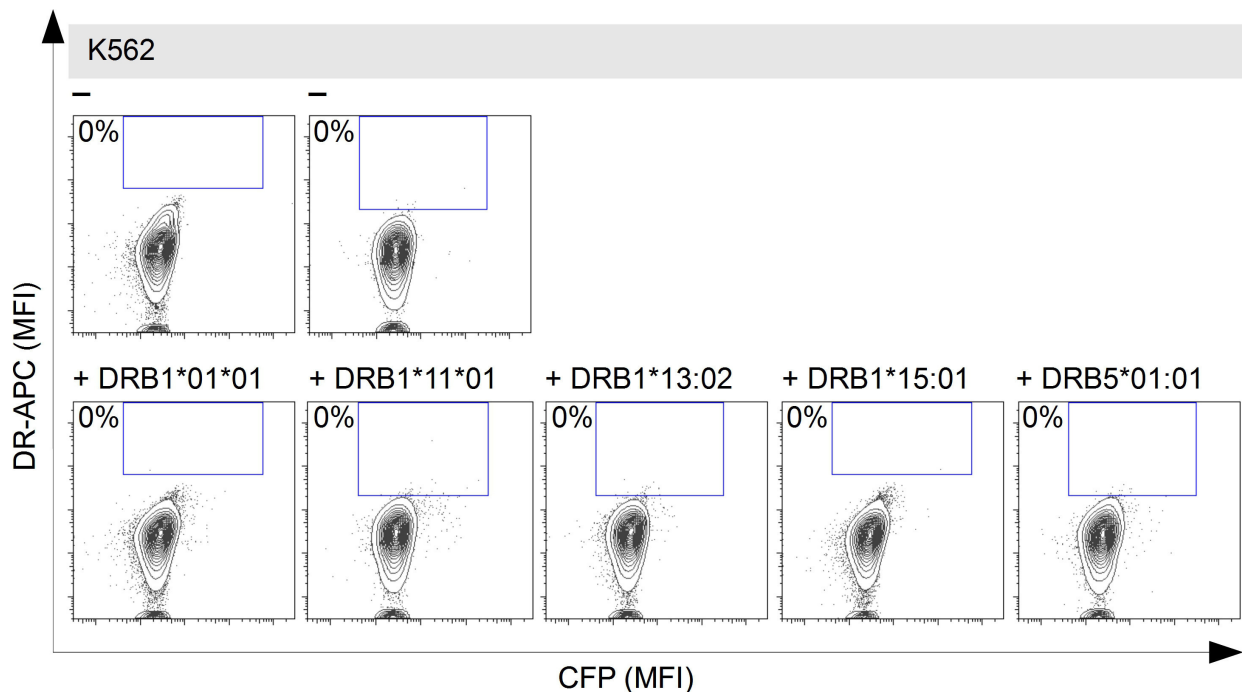 K562
– –
0% 0%
+ DRB1*01*01 + DRB1*11*01 + DRB1*13:02 + DRB1*15:01 + DRB5*01:01
0% 0% 0% 0% 0%
DR-APC (MFI)
CFP (MFI)